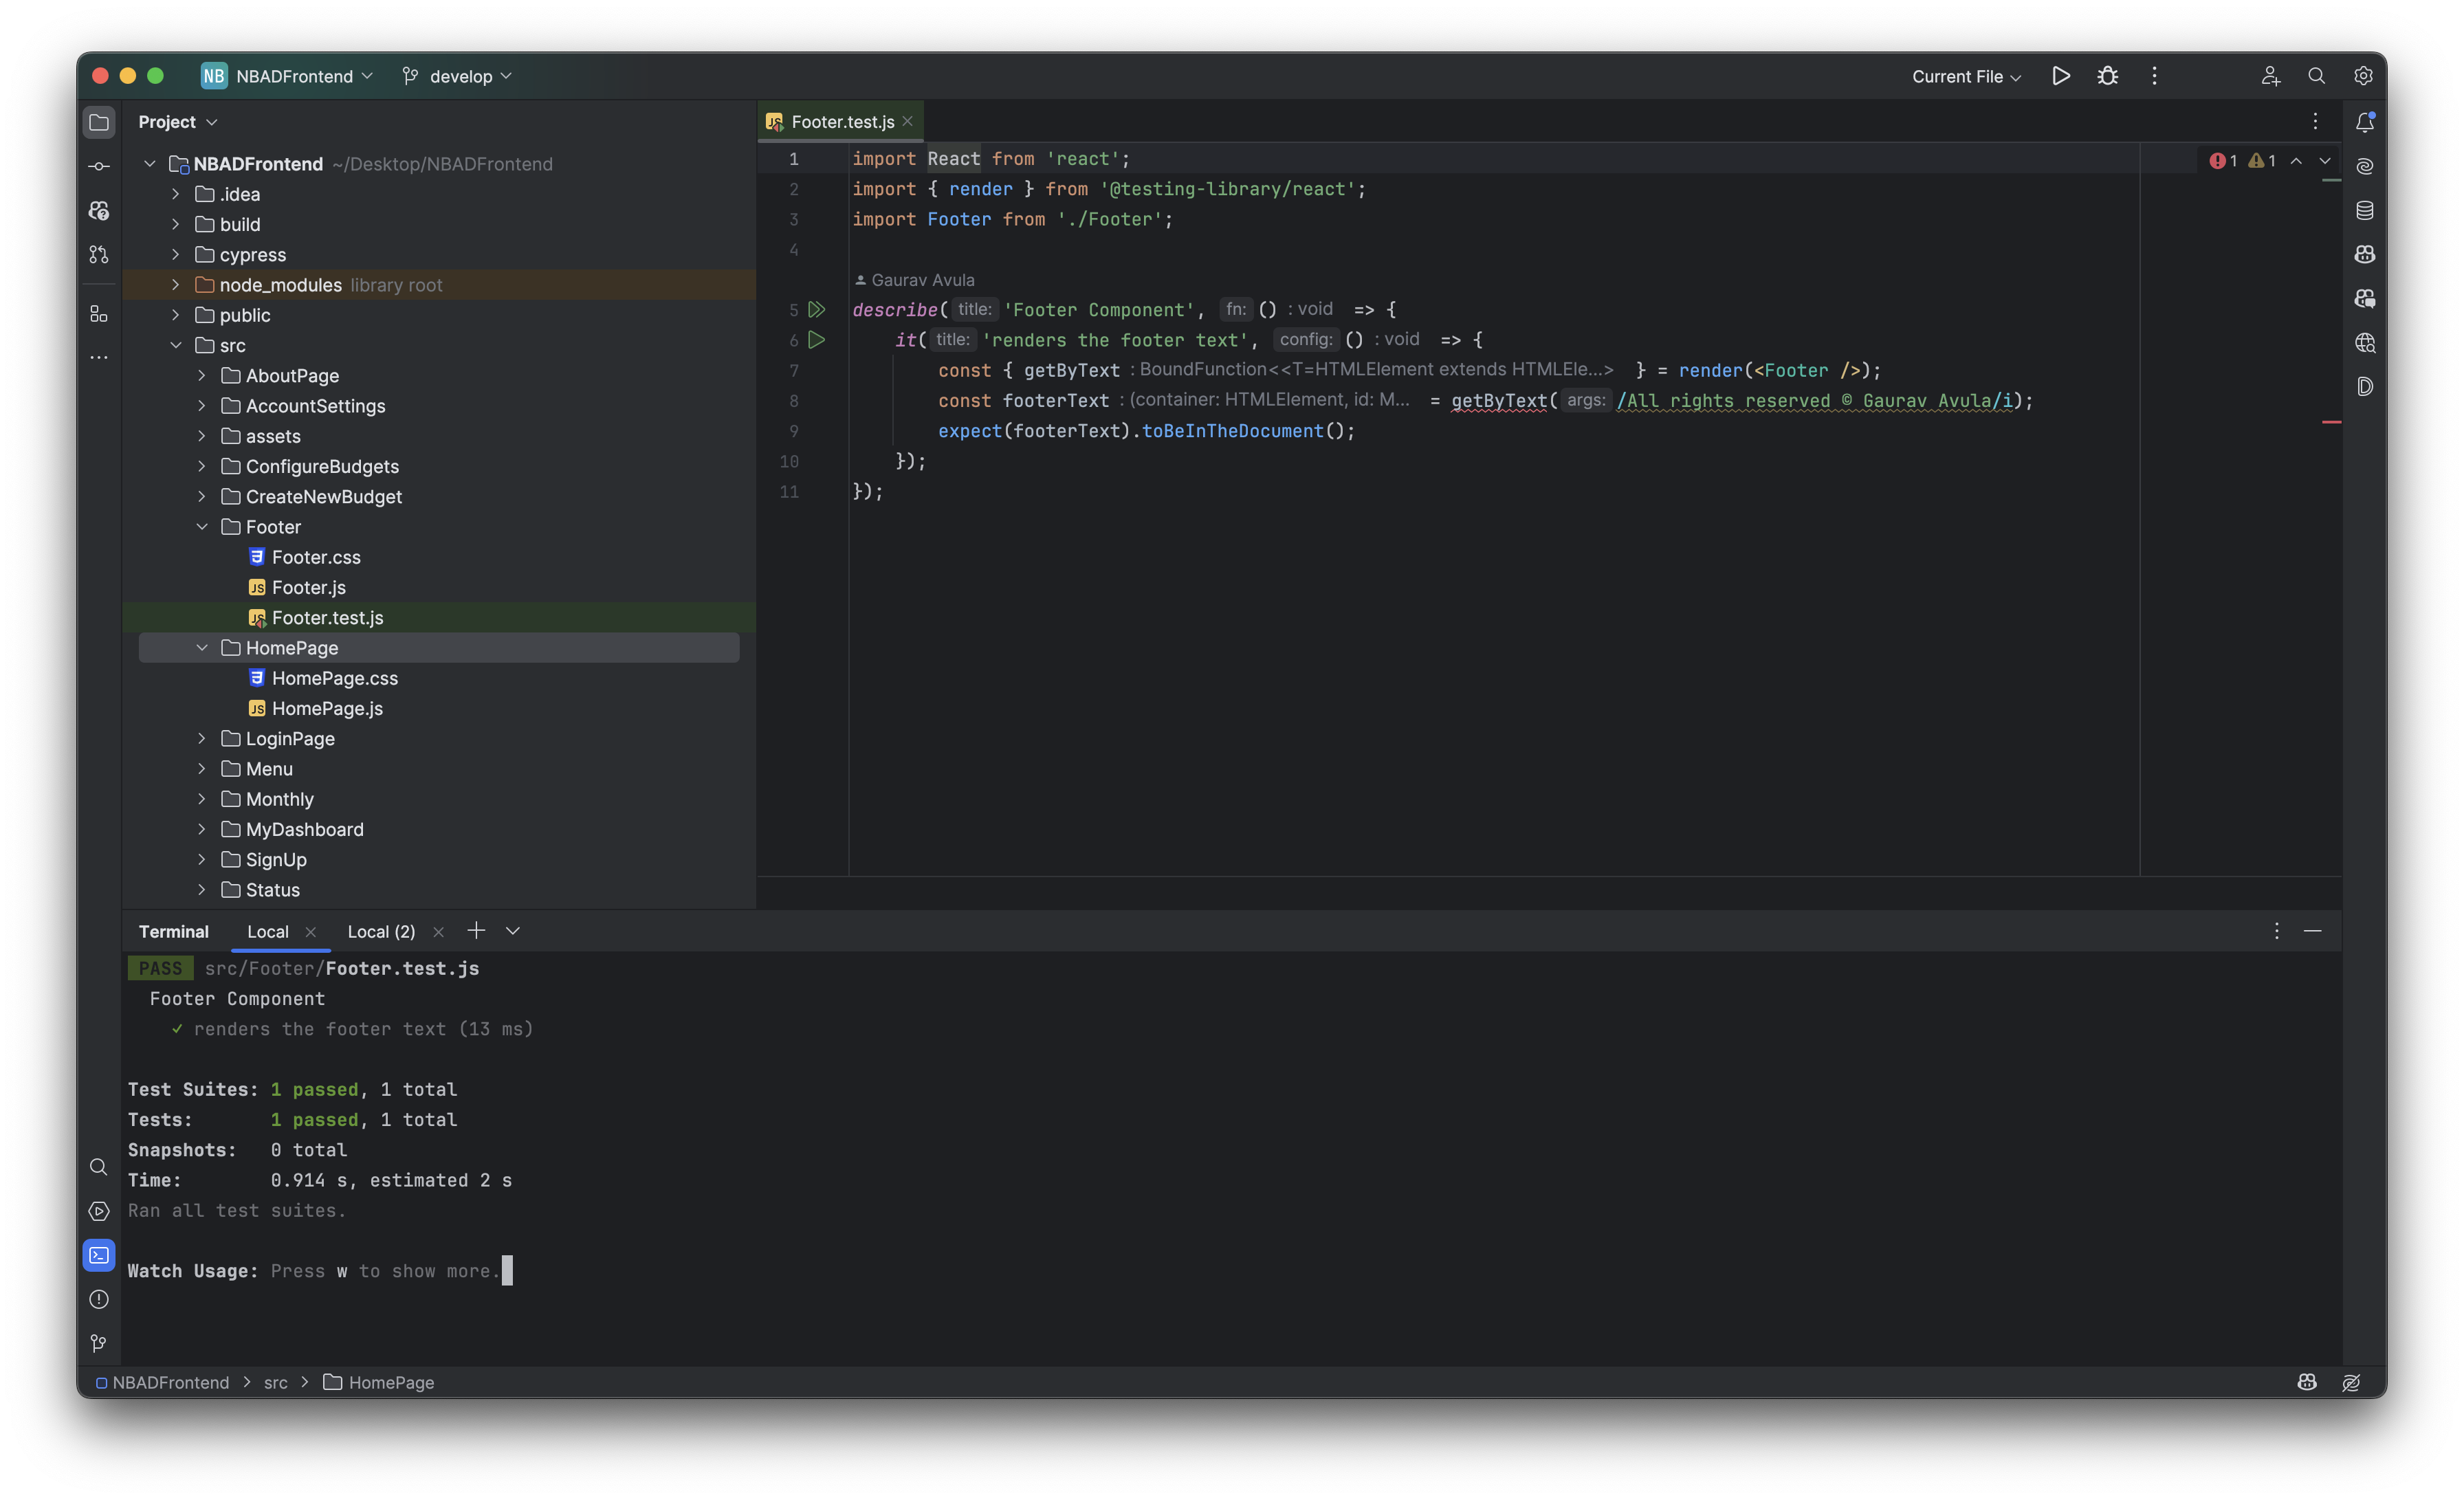 NB NBADFrontend develop Current File
Project
NBADFrontend ~/Desktop/NBADFrontend
.idea
build
cypress
node_modules library root
public
src
AboutPage
AccountSettings
assets
ConfigureBudgets
CreateNewBudget
Footer
Footer.css
Footer.js
Footer.test.js
HomePage
HomePage.css
HomePage.js
LoginPage
Menu
Monthly
MyDashboard
SignUp
Status
Footer.test.js
1 1
1 import React from 'react';
2 import { render } from '@testing-library/react';
3 import Footer from './Footer';
4
Gaurav Avula
5 describe( title: 'Footer Component', fn: () : void => {
6 it( title: 'renders the footer text', config: () : void => {
7 const { getByText : BoundFunction<<T=HTMLElement extends HTMLEle...> } = render(<Footer />);
8 const footerText : (container: HTMLElement, id: M... = getByText( args: /All rights reserved © Gaurav Avula/i);
9 expect(footerText).toBeInTheDocument();
10 });
11 });
Terminal Local Local (2)
PASS src/Footer/Footer.test.js
Footer Component
✓ renders the footer text (13 ms)
Test Suites: 1 passed, 1 total
Tests: 1 passed, 1 total
Snapshots: 0 total
Time: 0.914 s, estimated 2 s
Ran all test suites.
Watch Usage: Press w to show more.
NBADFrontend > src > HomePage